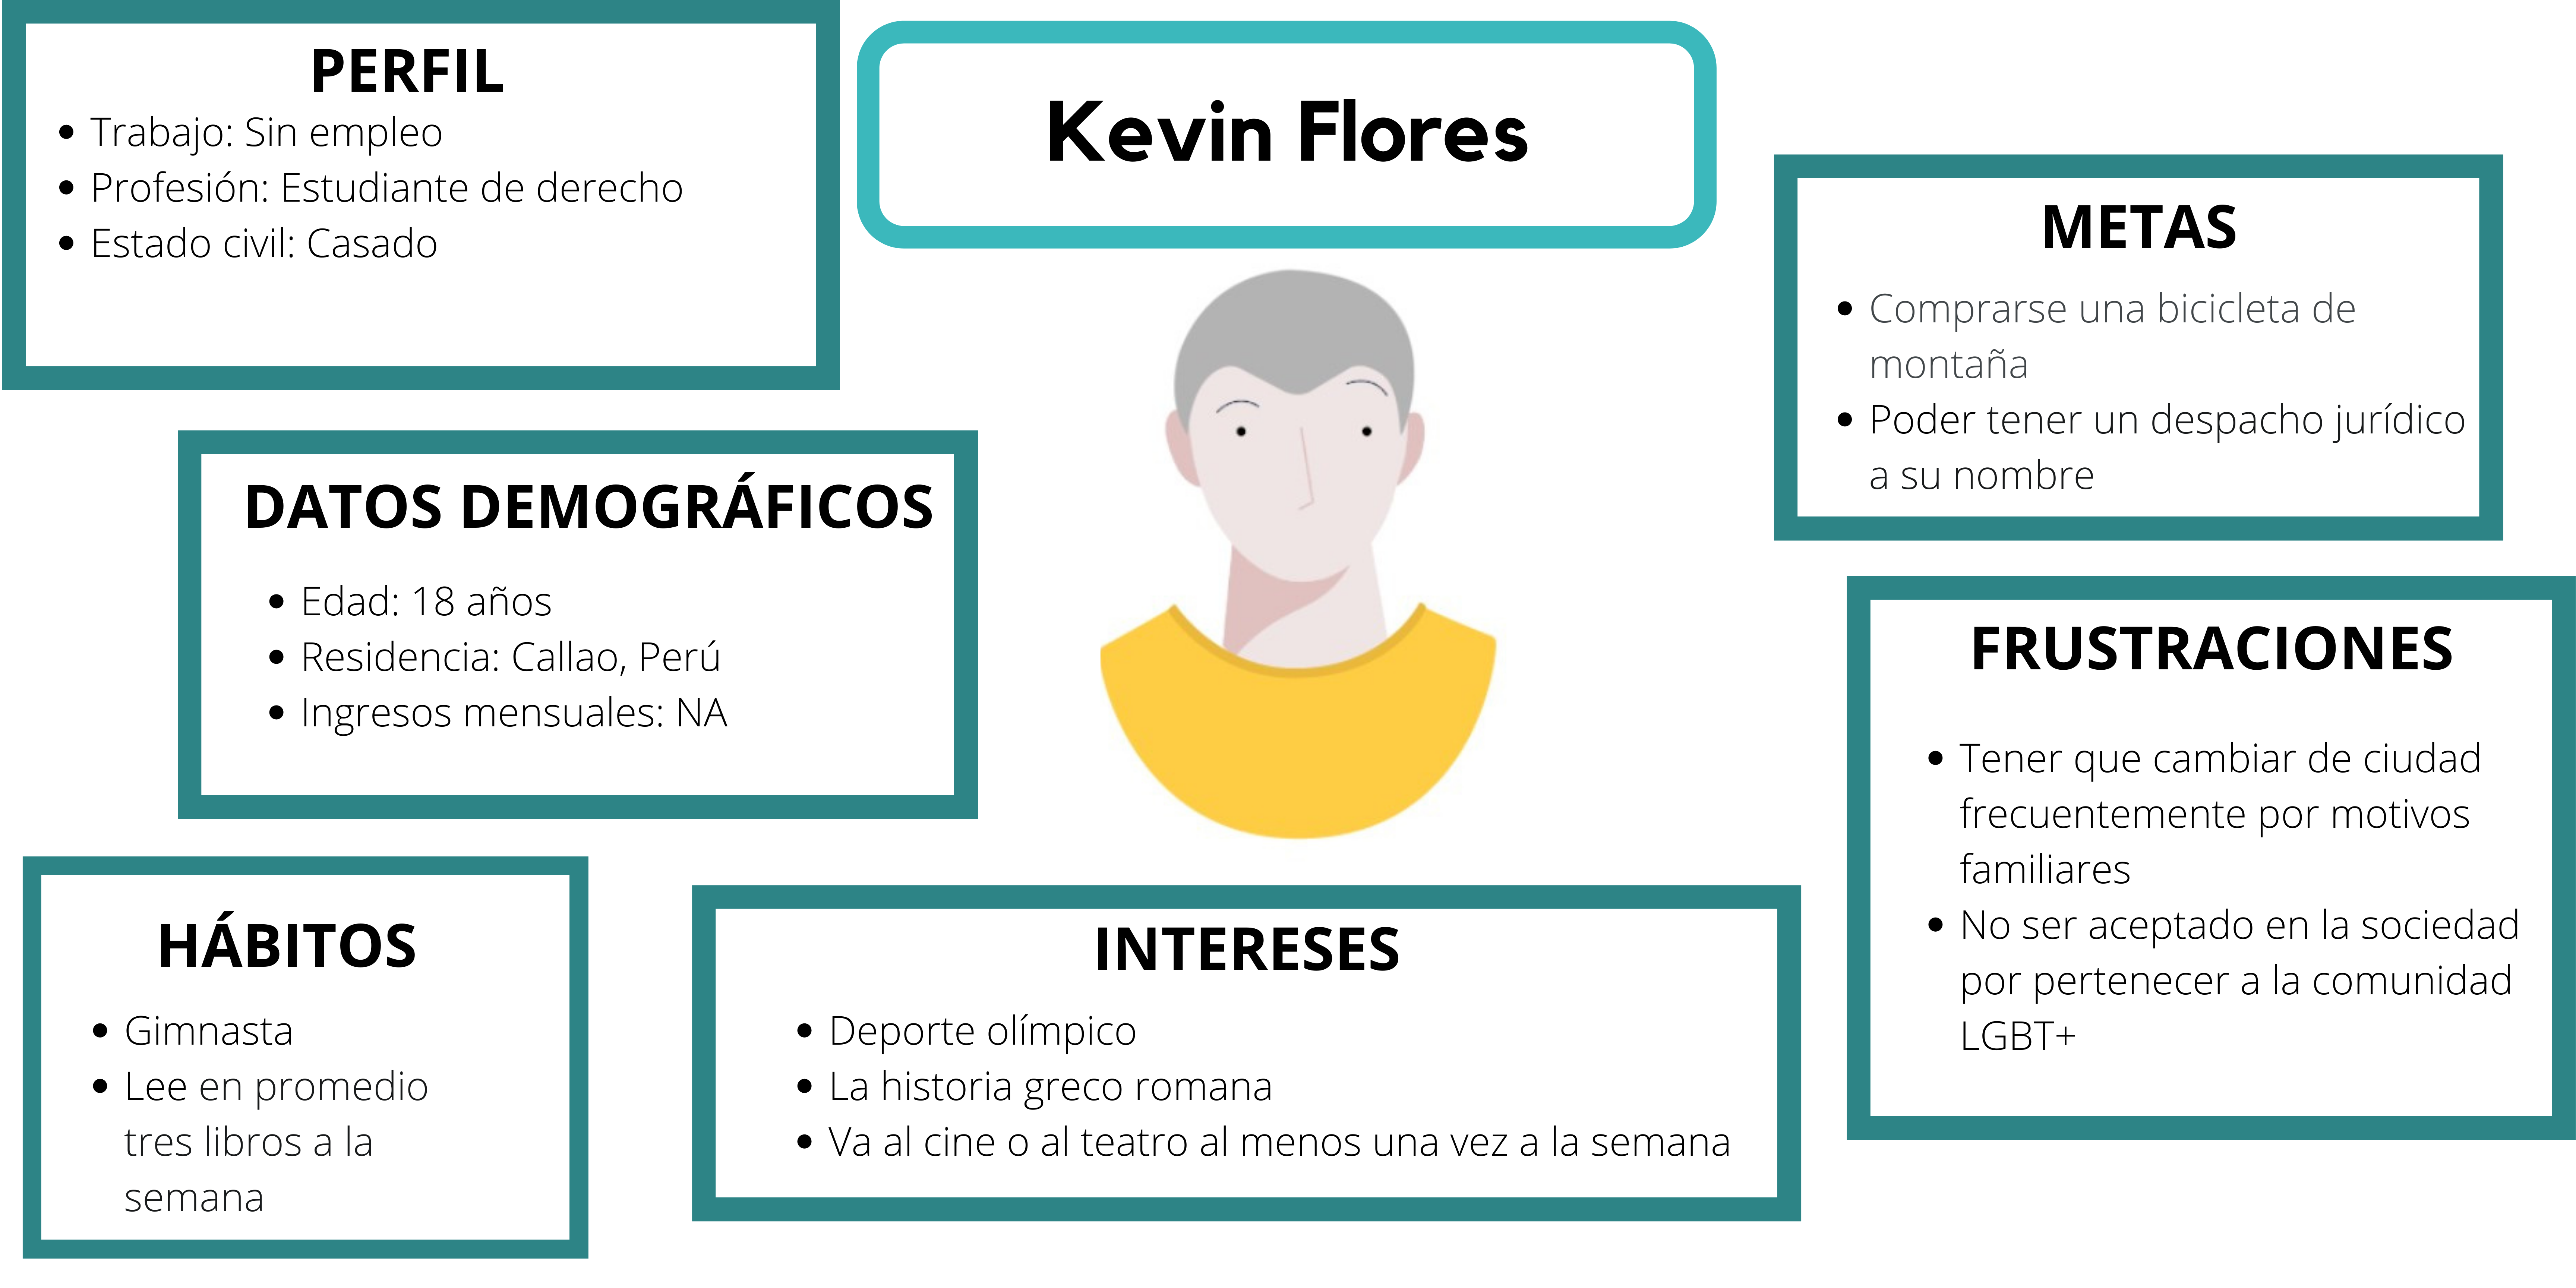 PERFIL
Trabajo: Sin empleo
Profesión: Estudiante de derecho
Estado civil: Casado
Kevin Flores
METAS
Comprarse una bicicleta de
montaña
Poder tener un despacho jurídico
a su nombre
DATOS DEMOGRÁFICOS
Edad: 18 años
Residencia: Callao, Perú
Ingresos mensuales: NA
FRUSTRACIONES
Tener que cambiar de ciudad
frecuentemente por motivos
familiares
No ser aceptado en la sociedad
por pertenecer a la comunidad
LGBT+
HÁBITOS
Gimnasta
Lee en promedio
tres libros a la
semana
INTERESES
Deporte olímpico
La historia greco romana
Va al cine o al teatro al menos una vez a la semana